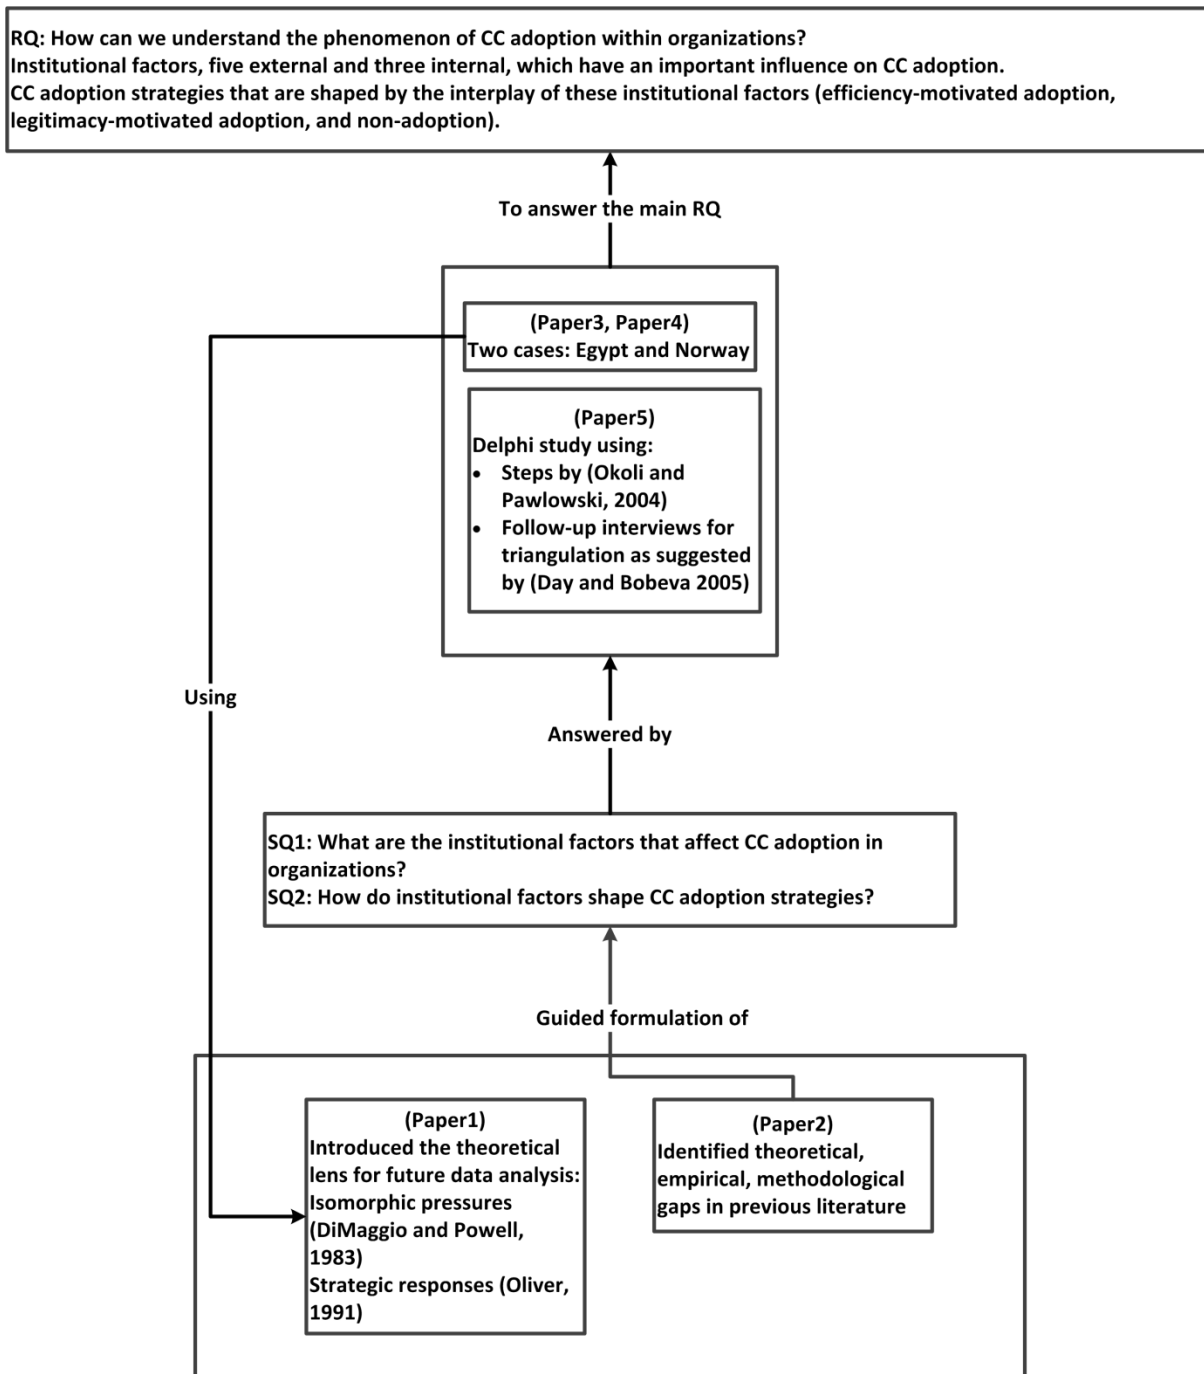 RQ: How can we understand the phenomenon of CC adoption within organizations?
Institutional factors, five external and three internal, which have an important influence on CC adoption.
CC adoption strategies that are shaped by the interplay of these institutional factors (efficiency-motivated adoption,
legitimacy-motivated adoption, and non-adoption).
To answer the main RQ
(Paper3, Paper4)
Two cases: Egypt and Norway
(Paper5)
Delphi study using:
• Steps by (Okoli and
Pawlowski, 2004)
• Follow-up interviews for
triangulation as suggested
by (Day and Bobeva 2005)
Using
Answered by
SQ1: What are the institutional factors that affect CC adoption in
organizations?
SQ2: How do institutional factors shape CC adoption strategies?
Guided formulation of
(Paper1)
Introduced the theoretical
lens for future data analysis:
Isomorphic pressures
(DiMaggio and Powell,
1983)
Strategic responses (Oliver,
1991)
(Paper2)
Identified theoretical,
empirical, methodological
gaps in previous literature